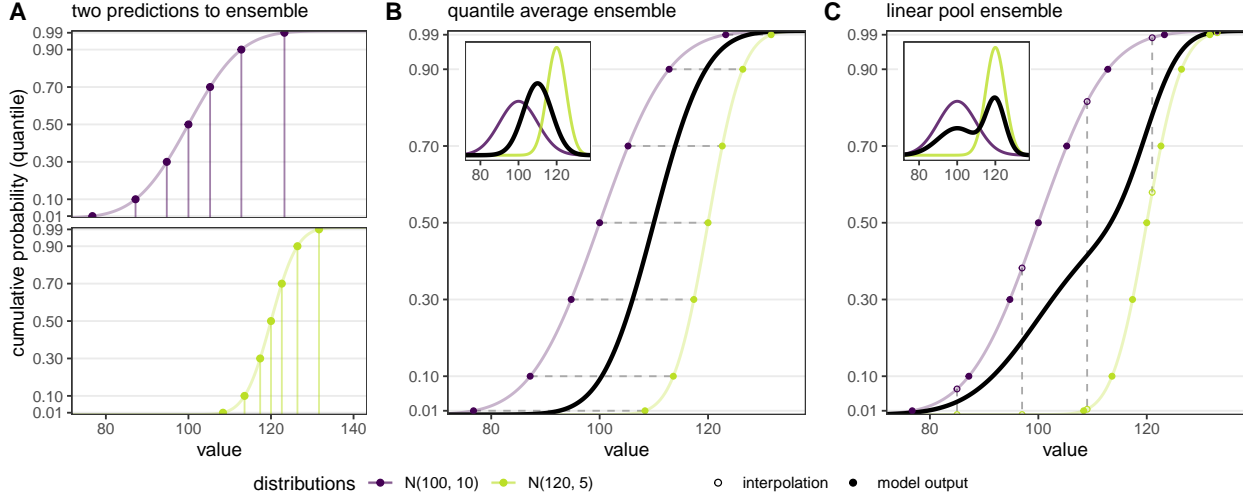 A two predictions to ensemble
B quantile average ensemble
C linear pool ensemble
cumulative probability (quantile)
0.99
0.90
0.70
0.50
0.30
0.10
0.01
0.99
0.90
0.70
0.50
0.30
0.10
0.01
80 100 120 140
value
0.99
0.90
0.70
0.50
0.30
0.10
0.01
80 100 120
80 100 120
value
0.99
0.90
0.70
0.50
0.30
0.10
0.01
80 100 120
80 100 120
value
distributions N(100, 10) N(120, 5) interpolation model output